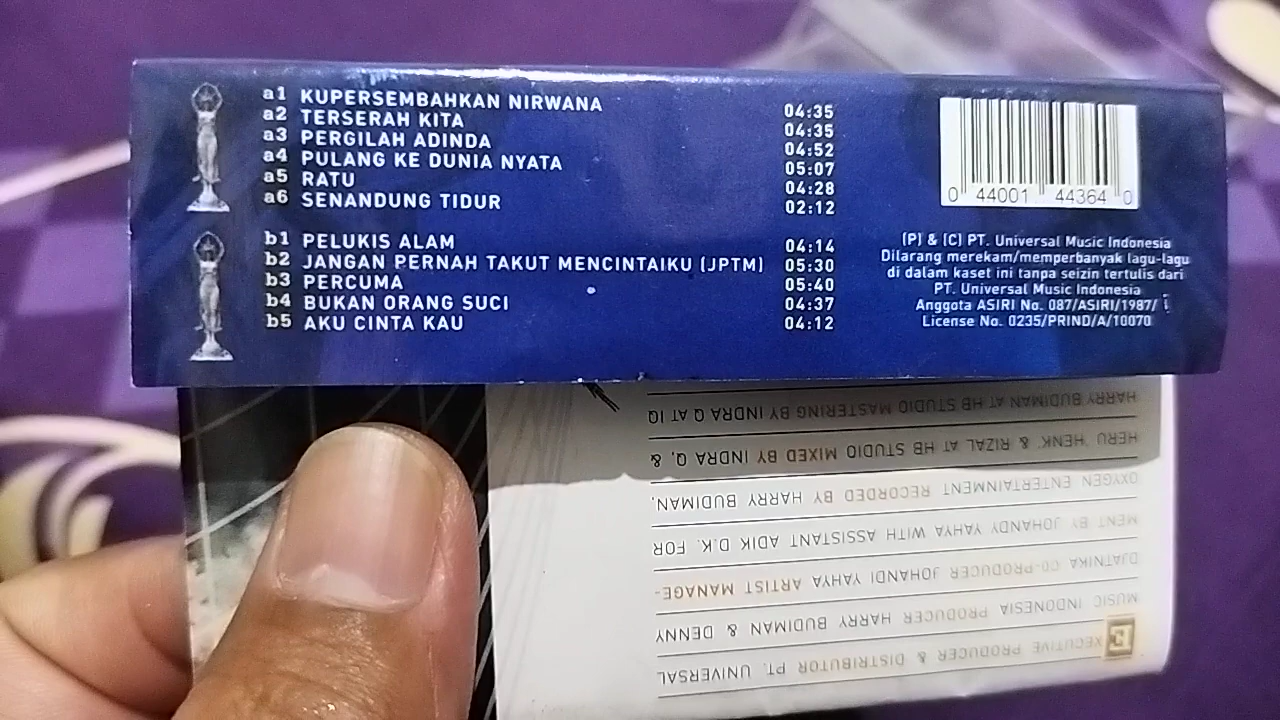 a1 KUPERSEMBAHKAN NIRWANA 04:35
a2 TERSERAH KITA 04:35
a3 PERGILAH ADINDA 04:52
a4 PULANG KE DUNIA NYATA 05:07
a5 RATU 04:28
a6 SENANDUNG TIDUR 02:12
b1 PELUKIS ALAM 04:14
b2 JANGAN PERNAH TAKUT MENCINTAIKU (JPTM) 05:30
b3 PERCUMA 05:40
b4 BUKAN ORANG SUCI 04:37
b5 AKU CINTA KAU 04:12
0 44001 44364 0
(P) & (C) PT. Universal Music Indonesia
Dilarang merekam/memperbanyak lagu-lagu
di dalam kaset ini tanpa seizin tertulis dari
PT. Universal Music Indonesia
Anggota ASIRI No. 087/ASIRI/1987/
License No. 0235/PRIND/A/10070
EXECUTIVE PRODUCER & DISTRIBUTOR PT. UNIVERSAL
MUSIC INDONESIA PRODUCER HARRY BUDIMAN & DENNY
DJATNIKA CO-PRODUCER JOHANDI YAHYA ARTIST MANAGE-
MENT BY JOHANDY YAHYA WITH ASSISTANT ADIK D.K. FOR
OXYGEN ENTERTAINMENT RECORDED BY HARRY BUDIMAN,
HERU 'HENK' & RIZAL AT HB STUDIO MIXED BY INDRA Q. &
HARRY BUDIMAN AT HB STUDIO MASTERING BY INDRA Q AT IQ